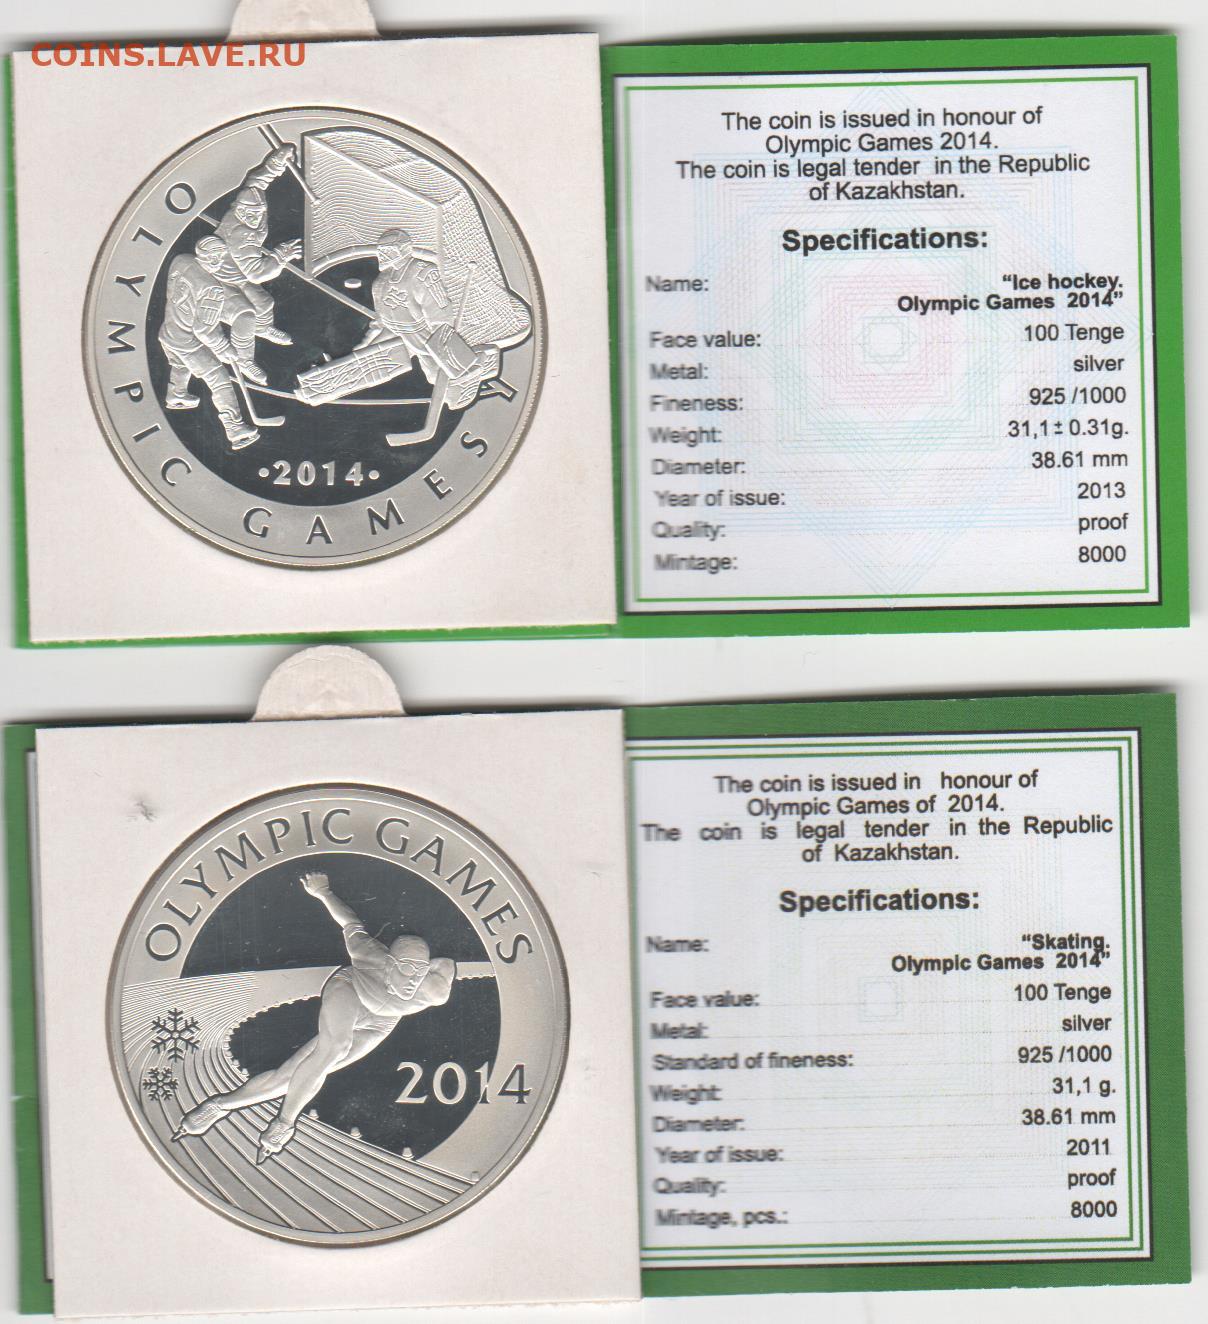 COINS.LAVE.RU
OLYMPIC GAMES
•2014•
The coin is issued in honour of
Olympic Games 2014.
The coin is legal tender in the Republic
of Kazakhstan.
Specifications:
Name: “Ice hockey.
Olympic Games 2014”
Face value: 100 Tenge
Metal: silver
Fineness: 925 /1000
Weight: 31,1± 0.31g.
Diameter: 38.61 mm
Year of issue: 2013
Quality: proof
Mintage: 8000
OLYMPIC GAMES
2014
The coin is issued in honour of
Olympic Games of 2014.
The coin is legal tender in the Republic
of Kazakhstan.
Specifications:
Name: “Skating.
Olympic Games 2014”
Face value: 100 Tenge
Metal: silver
Standard of fineness: 925 /1000
Weight: 31,1 g.
Diameter: 38.61 mm
Year of issue: 2011
Quality: proof
Mintage, pcs.: 8000